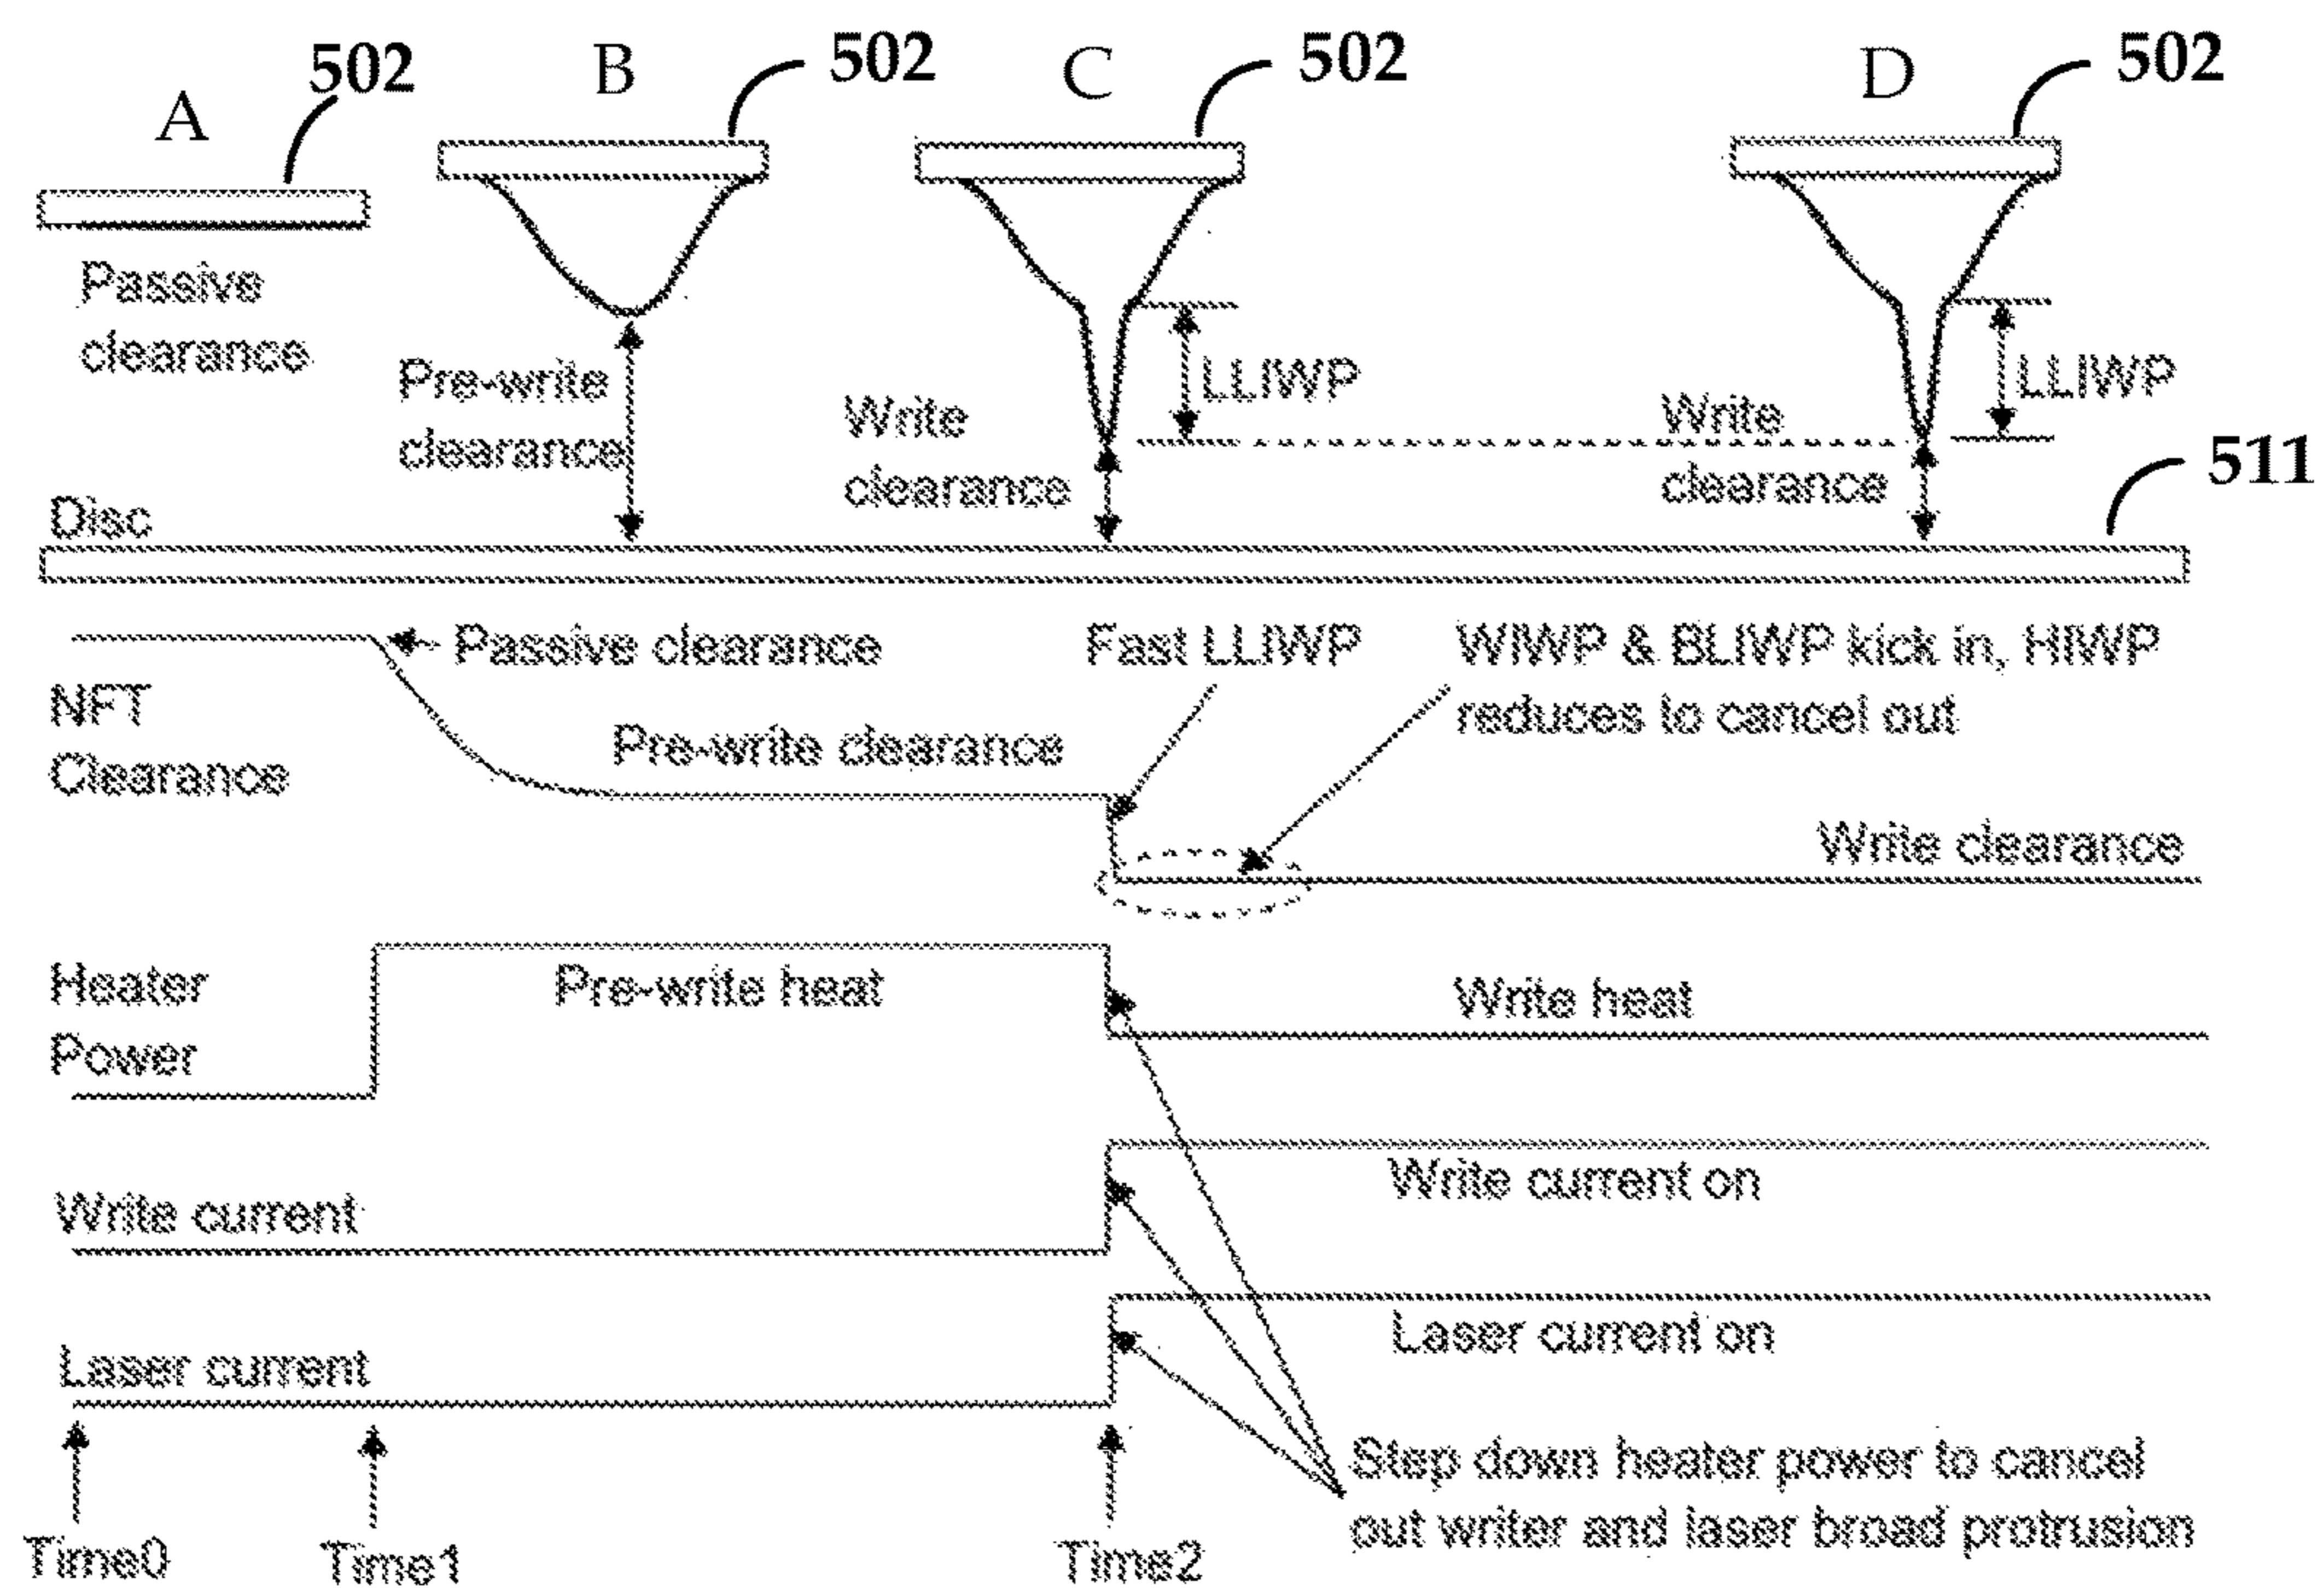 A
502
B
502
C
502
D
502
Passive
clearance
Pre-write
clearance
Write
clearance
LLIWP
Write
clearance
LLIWP
511
Disc
Passive clearance
Fast LLIWP
WIWP & BLIWP kick in, HIWP
reduces to cancel out
NFT
Clearance
Pre-write clearance
Write clearance
Heater
Power
Pre-write heat
Write heat
Write current
Write current on
Laser current
Laser current on
Step down heater power to cancel
out writer and laser broad protrusion
Time0
Time1
Time2